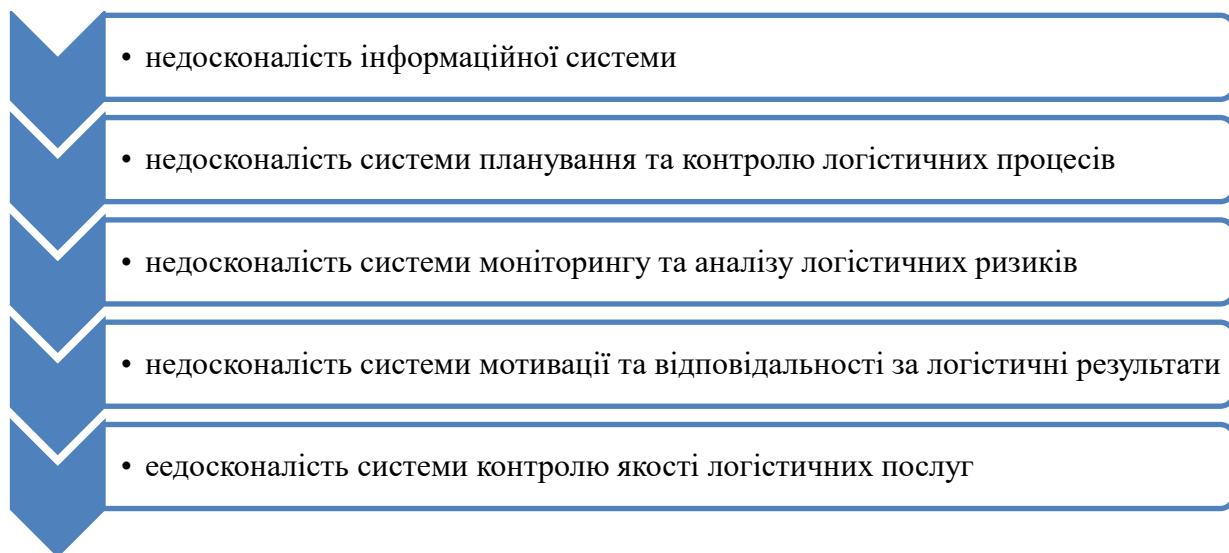 • недосконалість інформаційної системи
• недосконалість системи планування та контролю логістичних процесів
• недосконалість системи моніторингу та аналізу логістичних ризиків
• недосконалість системи мотивації та відповідальності за логістичні результати
• еедосконалість системи контролю якості логістичних послуг